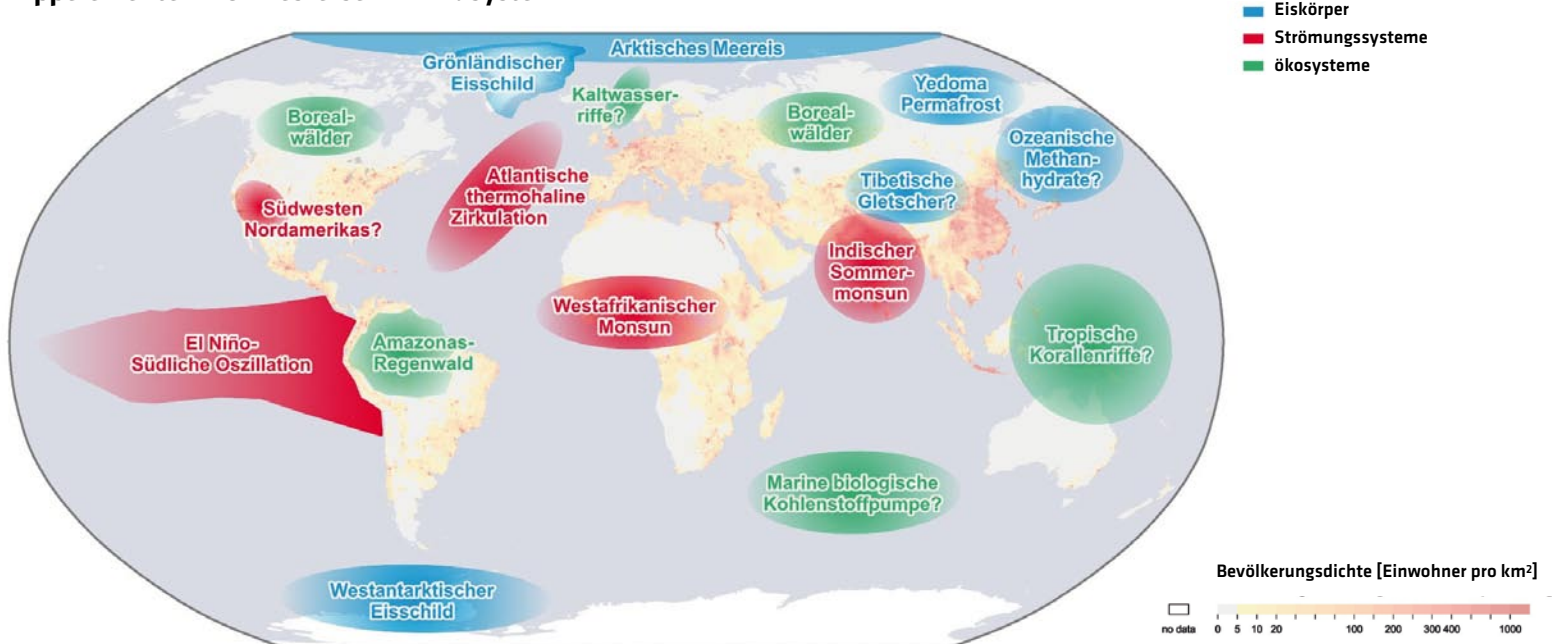 Eiskörper
Strömungssysteme
ökosysteme
Arktisches Meereis
Grönländischer
Eisschild
Kaltwasser-
riffe?
Boreal-
wälder
Boreal-
wälder
Yedoma
Permafrost
Ozeanische
Methan-
hydrate?
Atlantische
thermohaline
Zirkulation
Tibetische
Gletscher?
Südwesten
Nordamerikas?
Indischer
Sommer-
monsun
Westafrikanischer
Monsun
El Niño-
Südliche Oszillation
Amazonas-
Regenwald
Tropische
Korallenriffe?
Marine biologische
Kohlenstoffpumpe?
Westantarktischer
Eisschild
Bevölkerungsdichte [Einwohner pro km²]
no data 0 5 10 20 100 200 300 400 1000